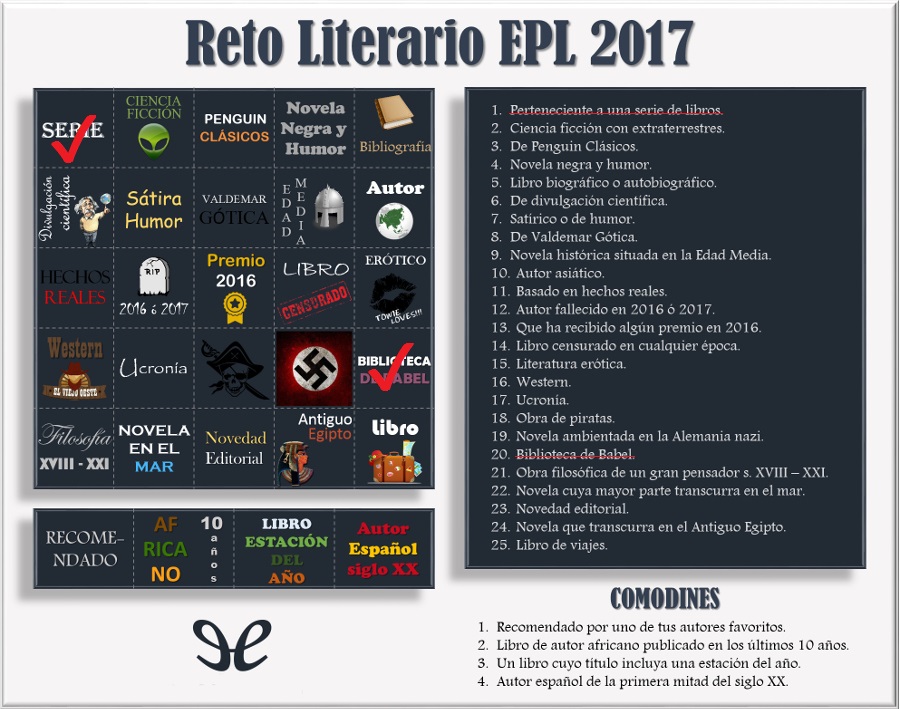 Reto Literario EPL 2017
SERIE
CIENCIA
FICCIÓN
PENGUIN
CLÁSICOS
Novela
Negra y
Humor
Bibliografía
Divulgación
científica
Sátira
Humor
VALDEMAR
GÓTICA
EDAD
MEDIA
Autor
HECHOS
REALES
RIP
2016 ó 2017
Premio
2016
LIBRO
CENSURADO
ERÓTICO
TOWIE
LOVES!!!
Western
EL VIEJO OESTE
Ucronía
BIBLIOTECA
DE BABEL
Filosofía
XVIII - XXI
NOVELA
EN EL
MAR
Novedad
Editorial
Antiguo
Egipto
Libro
RECOME-
NDADO
AF
RICA
NO
10
años
LIBRO
ESTACIÓN
DEL
AÑO
Autor
Español
siglo XX
1. Perteneciente a una serie de libros.
2. Ciencia ficción con extraterrestres.
3. De Penguin Clásicos.
4. Novela negra y humor.
5. Libro biográfico o autobiográfico.
6. De divulgación científica.
7. Satírico o de humor.
8. De Valdemar Gótica.
9. Novela histórica situada en la Edad Media.
10. Autor asiático.
11. Basado en hechos reales.
12. Autor fallecido en 2016 ó 2017.
13. Que ha recibido algún premio en 2016.
14. Libro censurado en cualquier época.
15. Literatura erótica.
16. Western.
17. Ucronía.
18. Obra de piratas.
19. Novela ambientada en la Alemania nazi.
20. Biblioteca de Babel.
21. Obra filosófica de un gran pensador s. XVIII – XXI.
22. Novela cuya mayor parte transcurra en el mar.
23. Novedad editorial.
24. Novela que transcurra en el Antiguo Egipto.
25. Libro de viajes.
COMODINES
1. Recomendado por uno de tus autores favoritos.
2. Libro de autor africano publicado en los últimos 10 años.
3. Un libro cuyo título incluya una estación del año.
4. Autor español de la primera mitad del siglo XX.